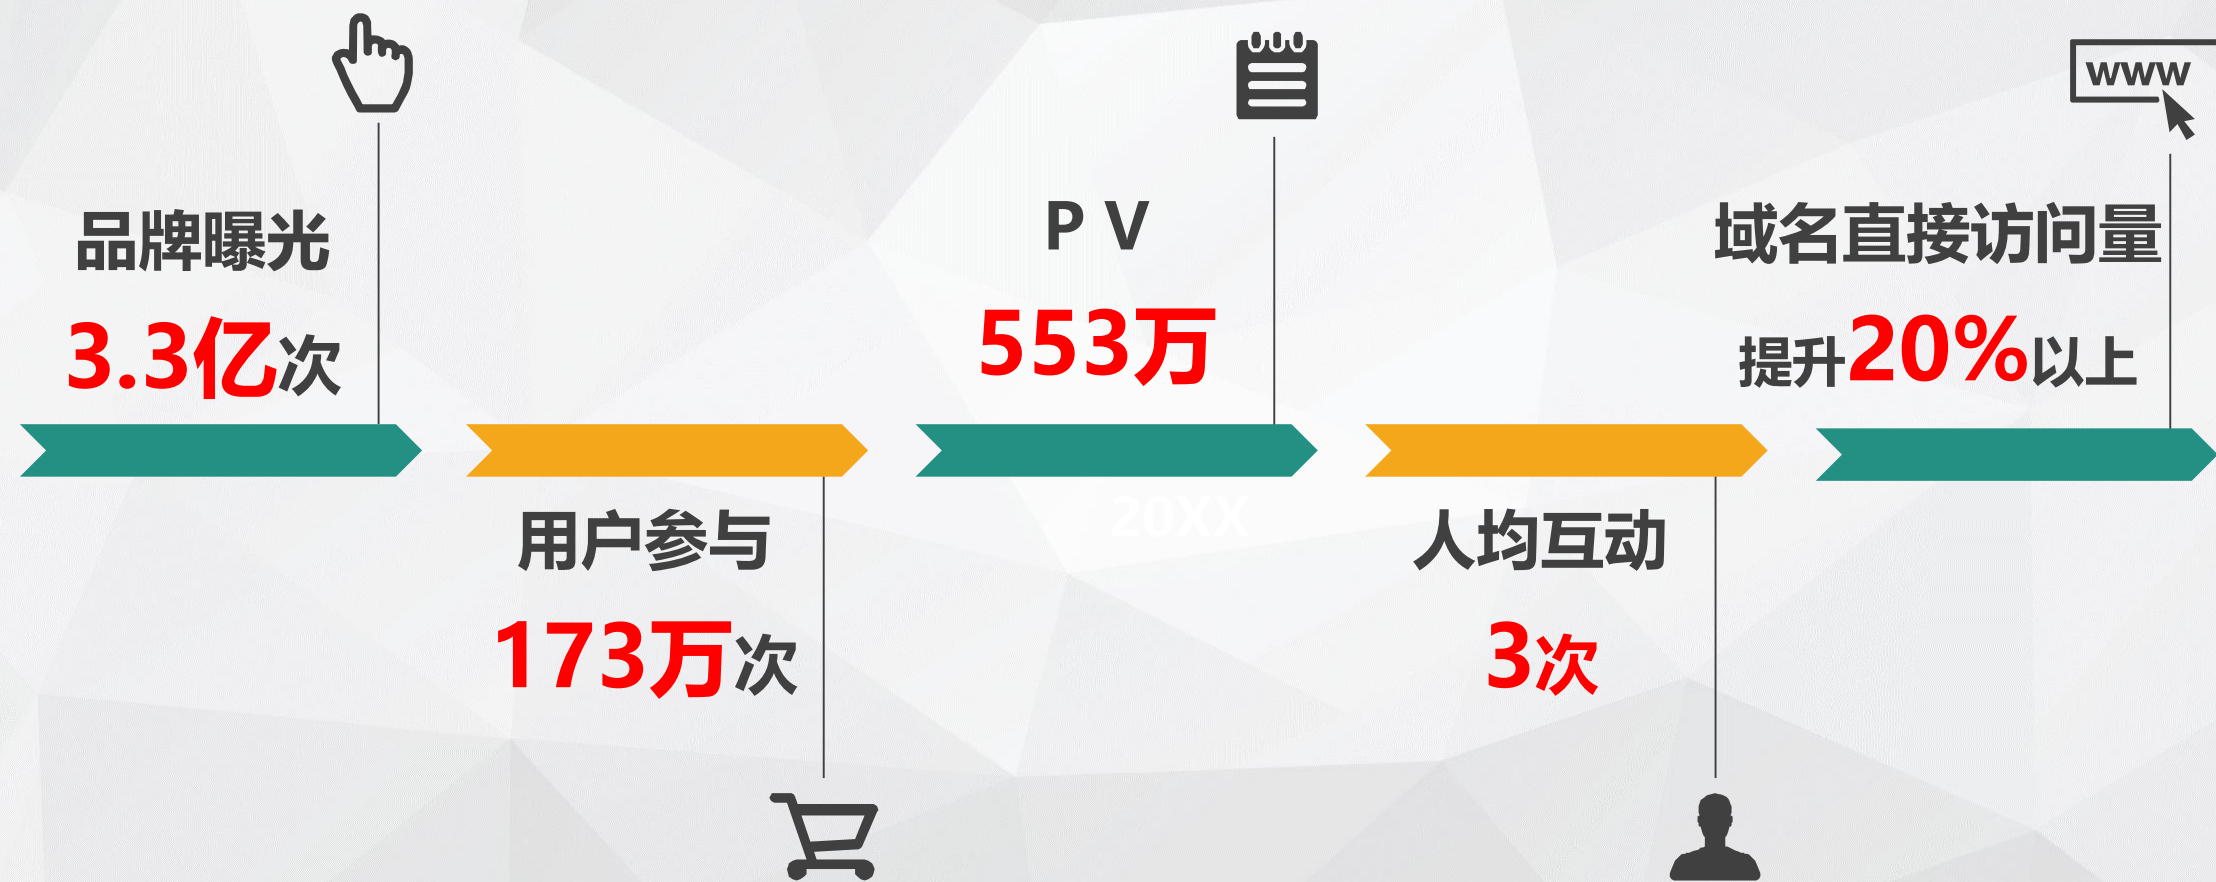 WWW
品牌曝光
3.3亿次
用户参与
173万次
P V
553万
20XX
人均互动
3次
域名直接访问量
提升20%以上